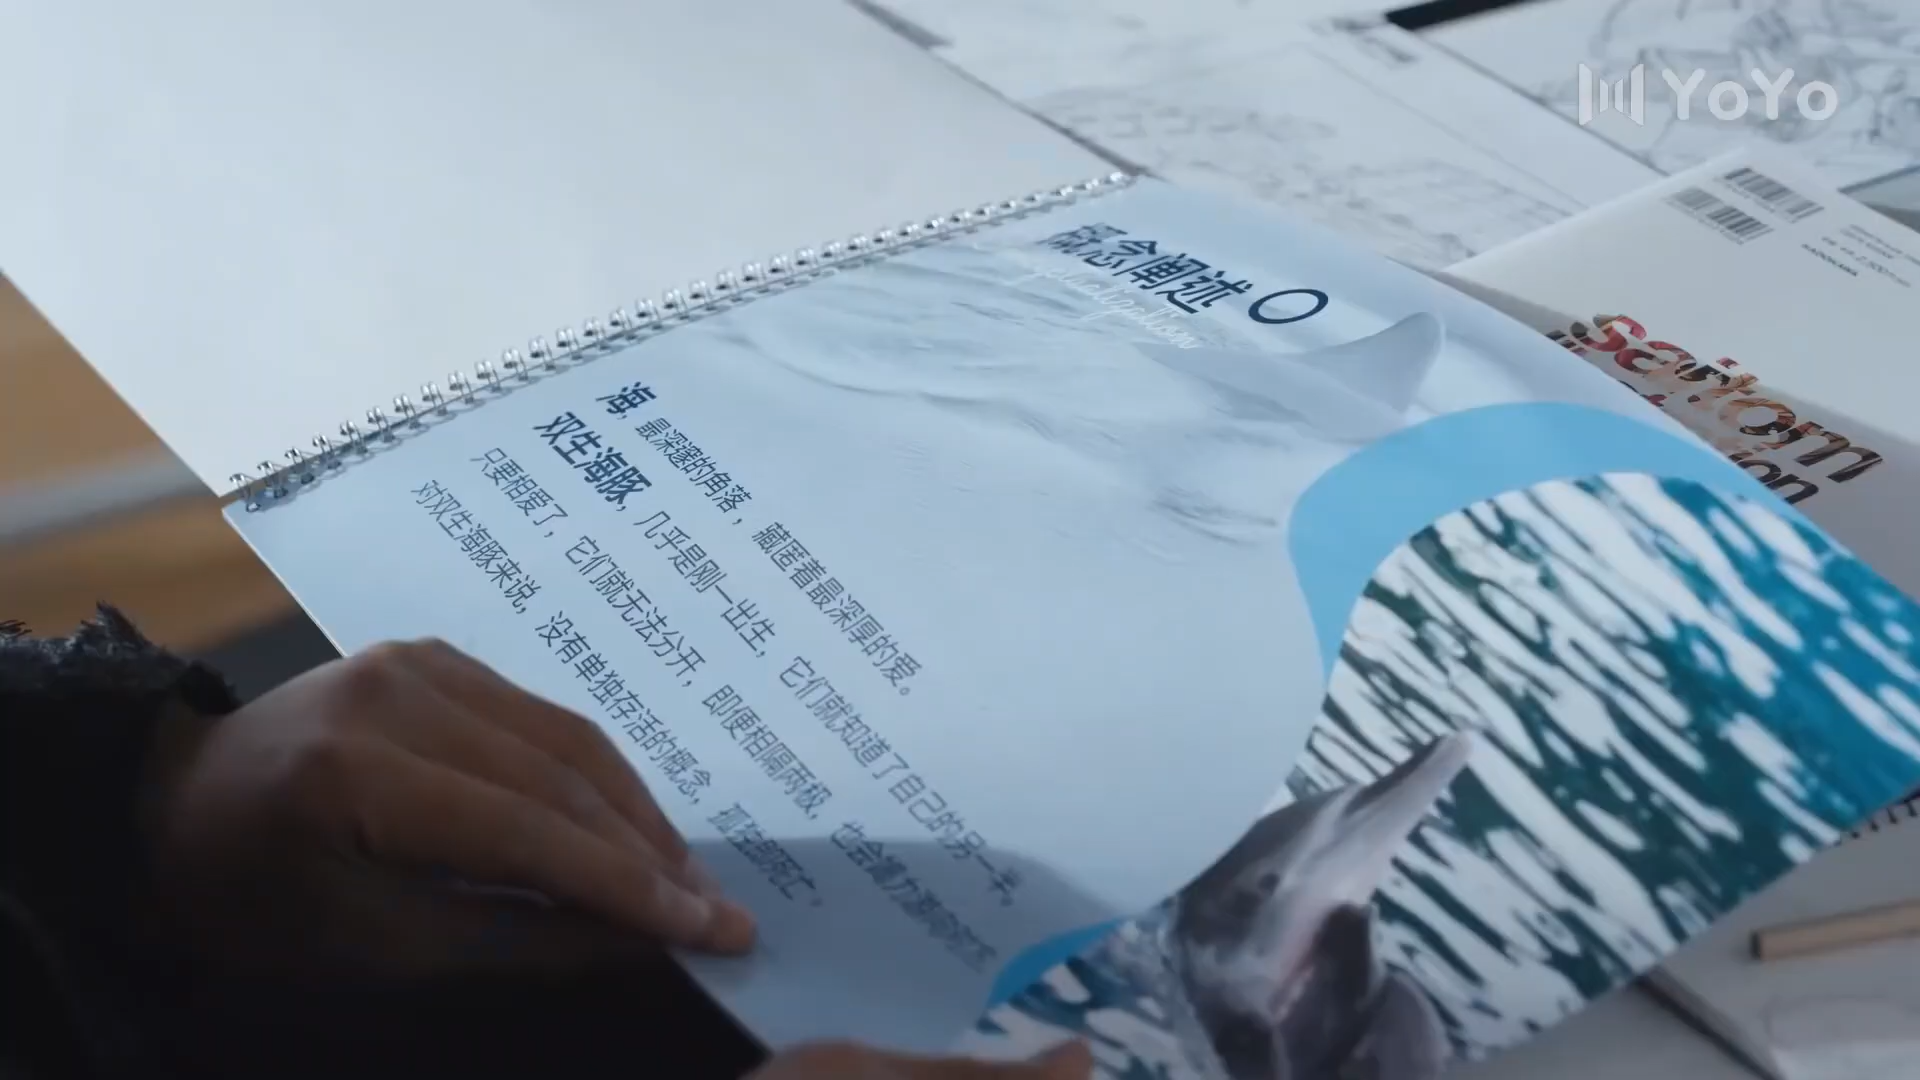 YoYo
概念阐述
海，最深邃的角落，藏匿着最深厚的爱。
双生海豚，几乎是刚一出生，它们就知道了自己的另一半。
只要相爱了，它们就无法分开，即便相隔两极，也会竭力游向对方
对双生海豚来说，没有单独存活的概念，孤独即死亡。
saitom